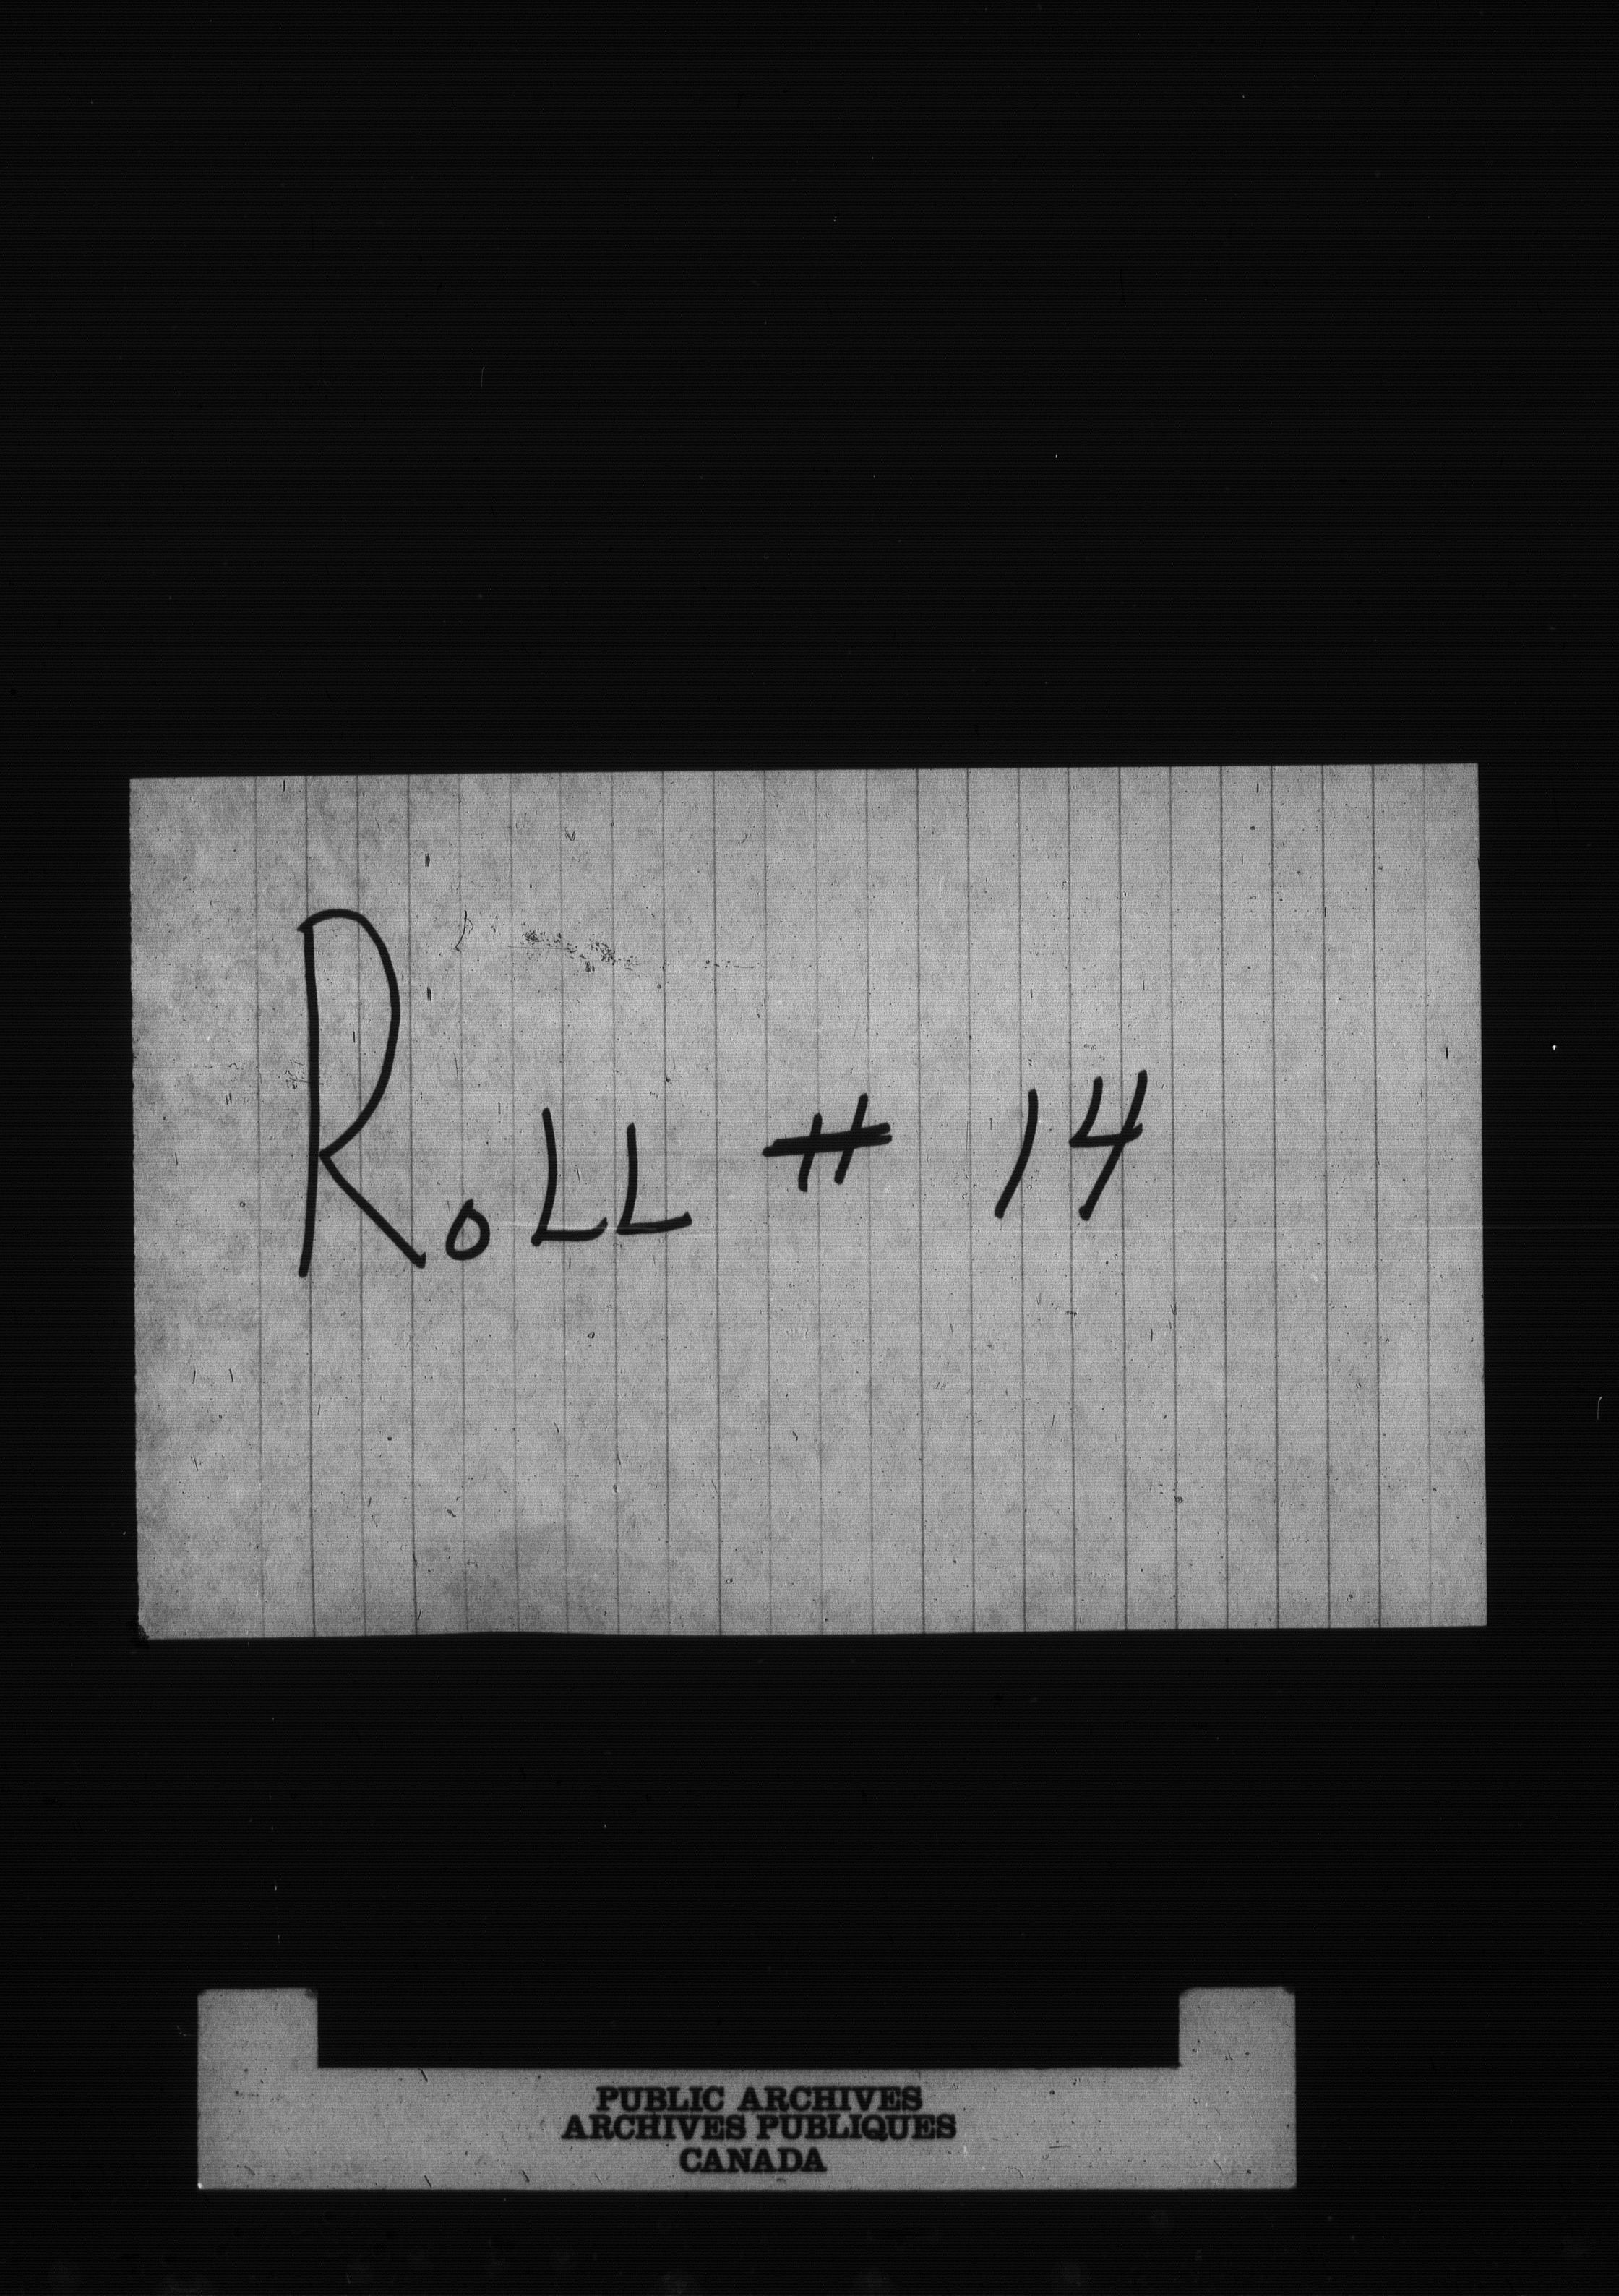 RoLL # 14
PUBLIC ARCHIVES
ARCHIVES PUBLIQUES
CANADA